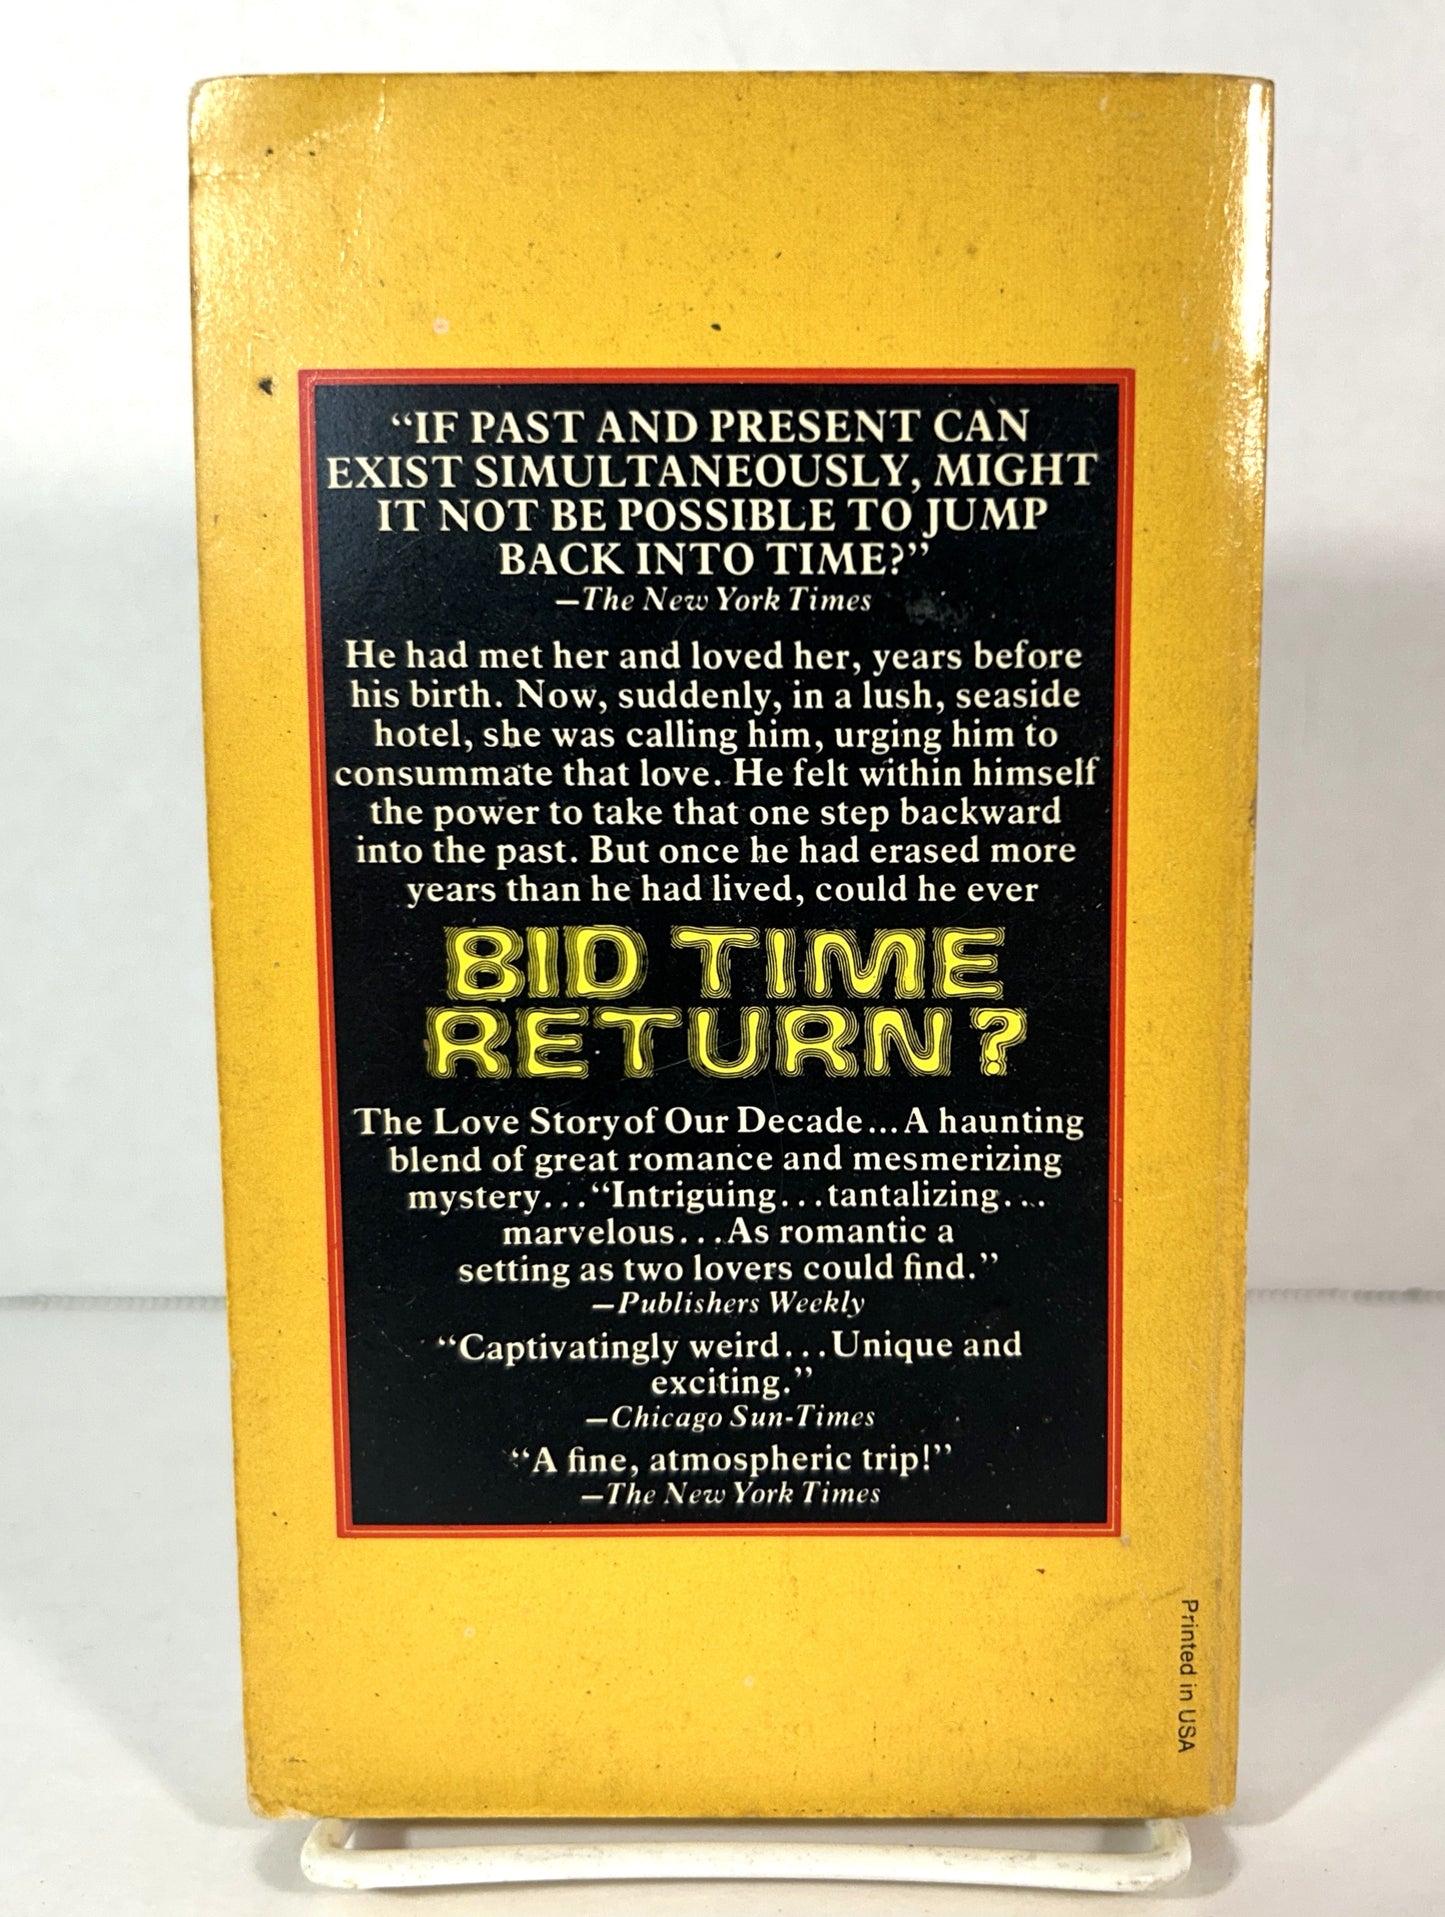 “IF PAST AND PRESENT CAN
EXIST SIMULTANEOUSLY, MIGHT
IT NOT BE POSSIBLE TO JUMP
BACK INTO TIME?”
—The New York Times
He had met her and loved her, years before
his birth. Now, suddenly, in a lush, seaside
hotel, she was calling him, urging him to
consummate that love. He felt within himself
the power to take that one step backward
into the past. But once he had erased more
years than he had lived, could he ever
BID TIME
RETURN?
The Love Story of Our Decade...A haunting
blend of great romance and mesmerizing
mystery...“Intriguing...tantalizing...
marvelous...As romantic a
setting as two lovers could find.”
—Publishers Weekly
“Captivatingly weird...Unique and
exciting.”
—Chicago Sun-Times
“A fine, atmospheric trip!”
—The New York Times
Printed in USA